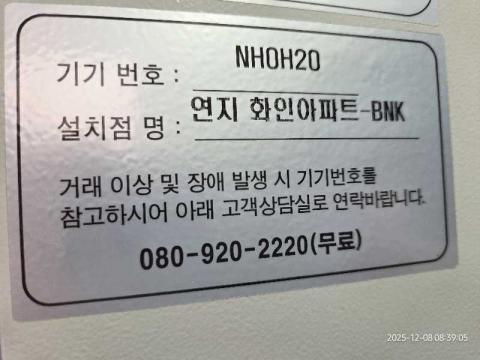 기기 번호 : NH0H20
설치점 명 : 연지 화인아파트-BNK
거래 이상 및 장애 발생 시 기기번호를
참고하시어 아래 고객상담실로 연락바랍니다.
080-920-2220(무료)
2025-12-08 08:39:05